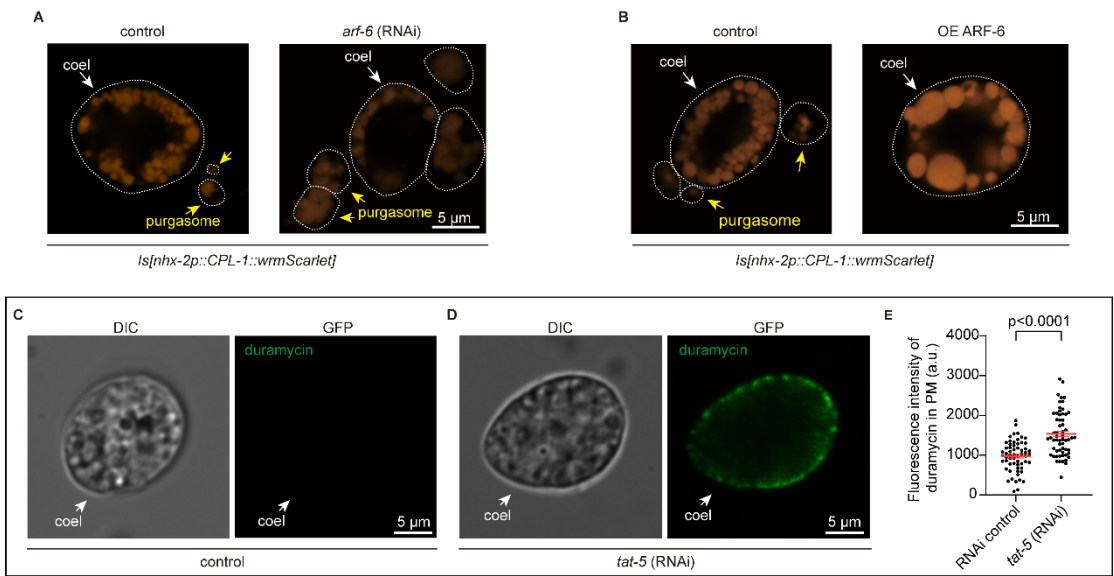 A
control
arf-6 (RNAi)
coel
coel
purgasome
purgasome
5 µm
Is[nhx-2p::CPL-1::wrmScarlet]
B
control
OE ARF-6
coel
coel
purgasome
5 µm
Is[nhx-2p::CPL-1::wrmScarlet]
C
DIC
GFP
duramycin
coel
coel
5 µm
control
D
DIC
GFP
duramycin
coel
coel
5 µm
tat-5 (RNAi)
E
p<0.0001
Fluorescence intensity of
duramycin in PM (a.u.)
4000
3000
2000
1000
0
RNAi control
tat-5 (RNAi)